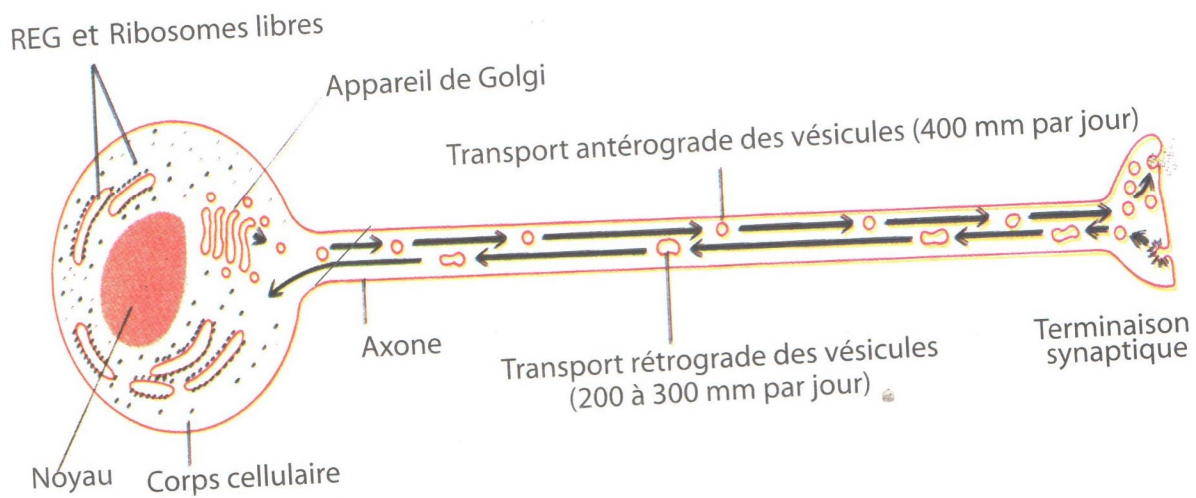 REG et Ribosomes libres
Appareil de Golgi
Transport antérograde des vésicules (400 mm par jour)
Axone
Transport rétrograde des vésicules
(200 à 300 mm par jour)
Terminaison
synaptique
Noyau
Corps cellulaire